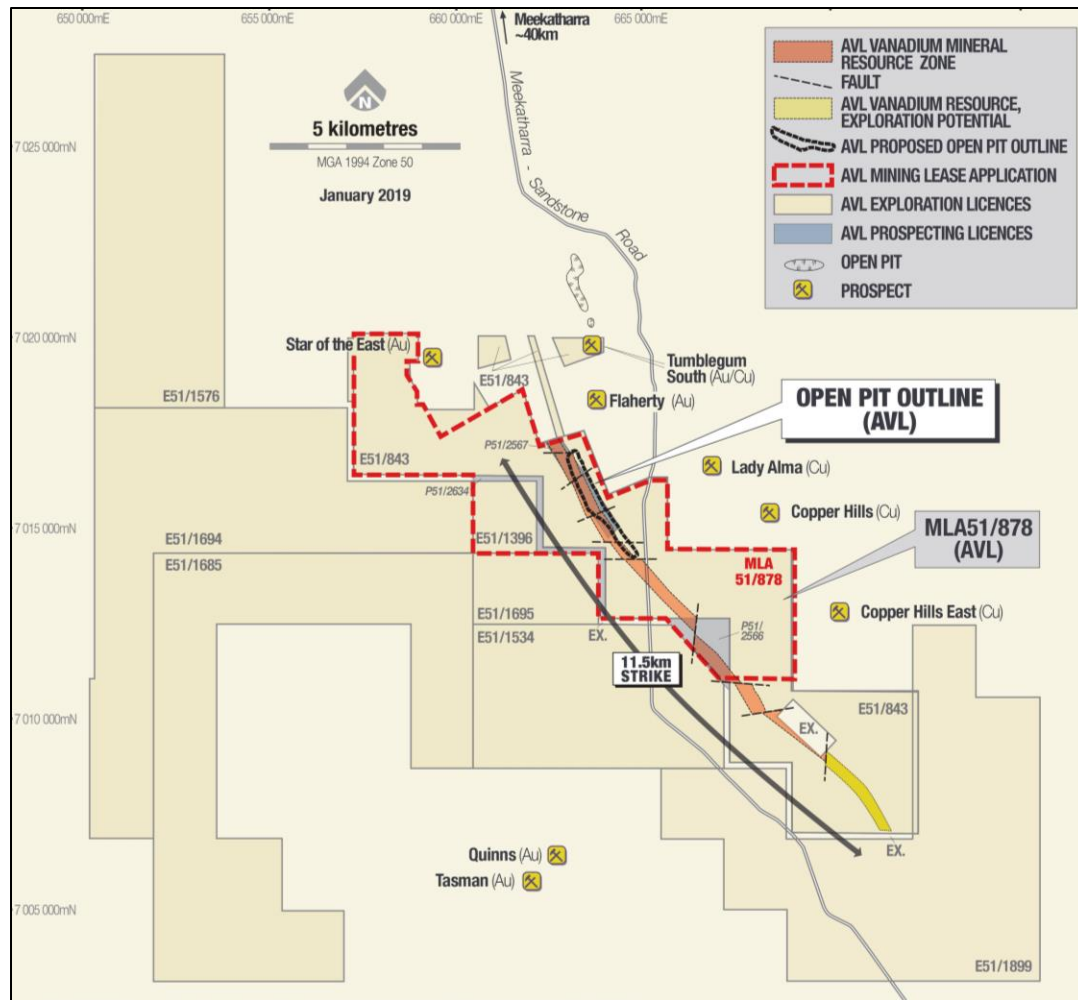 650 000mE
655 000mE
660 000mE
665 000mE
Meekatharra
~40km
N
5 kilometres
MGA 1994 Zone 50
January 2019
Meekatharra - Sandstone Road
AVL VANADIUM MINERAL
RESOURCE ZONE
FAULT
AVL VANADIUM RESOURCE,
EXPLORATION POTENTIAL
AVL PROPOSED OPEN PIT OUTLINE
AVL MINING LEASE APPLICATION
AVL EXPLORATION LICENCES
AVL PROSPECTING LICENCES
OPEN PIT
PROSPECT
7 025 000mN
7 020 000mN
Star of the East (Au)
Tumblegum
South (Au/Cu)
E51/843
E51/1576
Flaherty (Au)
OPEN PIT OUTLINE
(AVL)
P51/2567
E51/843
Lady Alma (Cu)
P51/2634
Copper Hills (Cu)
7 015 000mN
E51/1694
E51/1396
MLA51/878
(AVL)
E51/1685
MLA
51/878
E51/1695
Copper Hills East (Cu)
E51/1534
EX.
P51/
2566
11.5km
STRIKE
7 010 000mN
E51/843
EX.
EX.
Quinns (Au)
Tasman (Au)
7 005 000mN
E51/1899